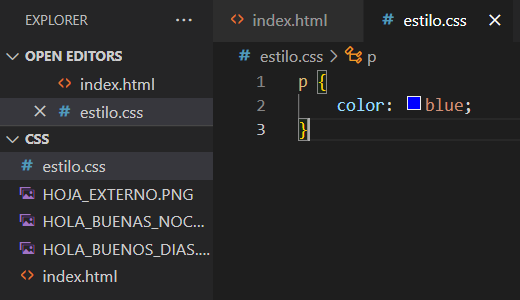 EXPLORER ···
OPEN EDITORS
index.html
estilo.css
CSS
estilo.css
HOJA_EXTERNO.PNG
HOLA_BUENAS_NOC...
HOLA_BUENOS_DIAS....
index.html
index.html # estilo.css
# estilo.css > p
1 p {
2 color: blue;
3 }